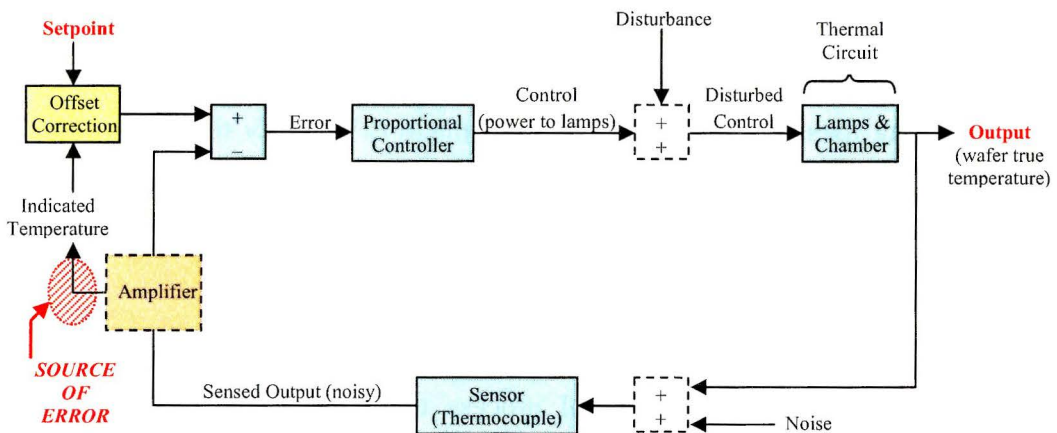 Setpoint
Offset
Correction
+
−
Error
Proportional
Controller
Control
(power to lamps)
Disturbance
+
+
Disturbed
Control
Thermal
Circuit
Lamps &
Chamber
Output
(wafer true
temperature)
Indicated
Temperature
Amplifier
SOURCE
OF
ERROR
Sensed Output (noisy)
Sensor
(Thermocouple)
+
+
Noise